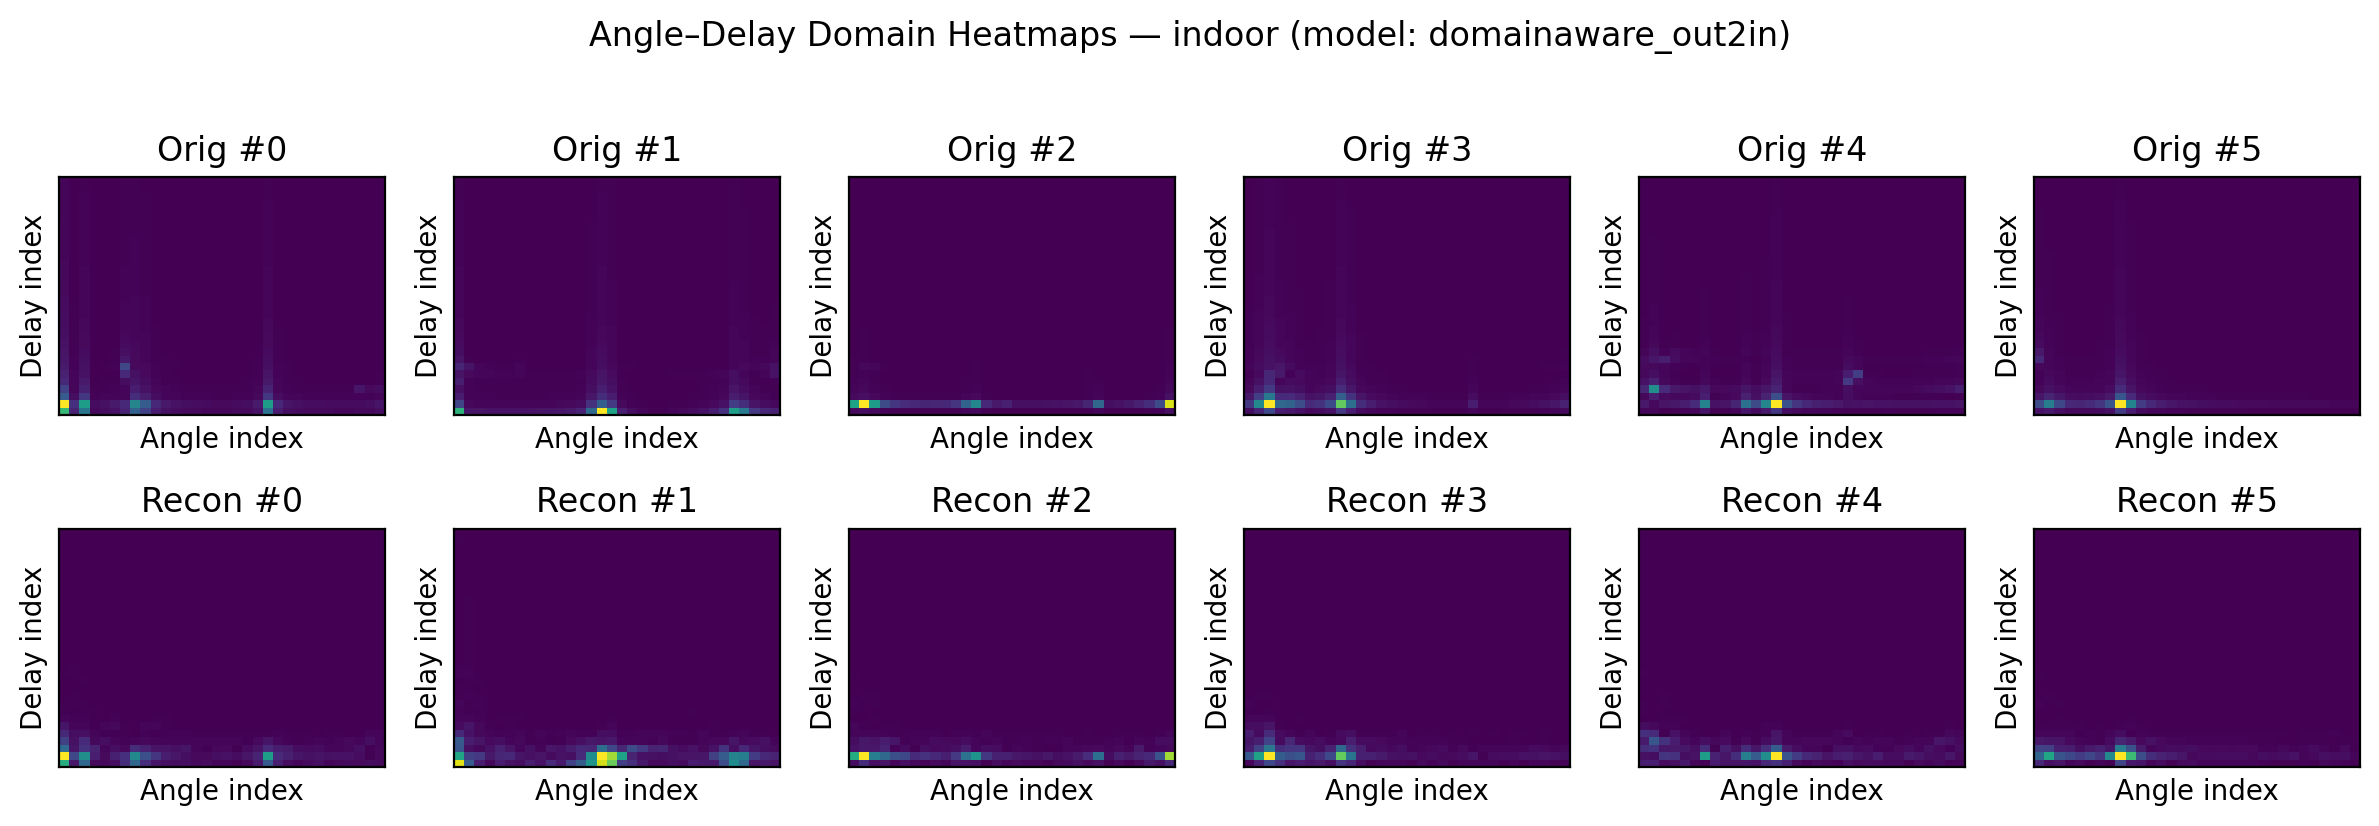 Angle–Delay Domain Heatmaps — indoor (model: domainaware_out2in)
Orig #0
Orig #1
Orig #2
Orig #3
Orig #4
Orig #5
Delay index
Delay index
Delay index
Delay index
Delay index
Delay index
Angle index
Angle index
Angle index
Angle index
Angle index
Angle index
Recon #0
Recon #1
Recon #2
Recon #3
Recon #4
Recon #5
Delay index
Delay index
Delay index
Delay index
Delay index
Delay index
Angle index
Angle index
Angle index
Angle index
Angle index
Angle index